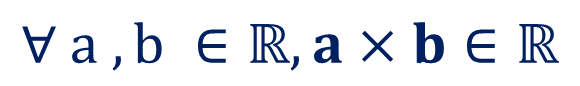 ∀ a ,b ∈ ℝ, a × b ∈ ℝ